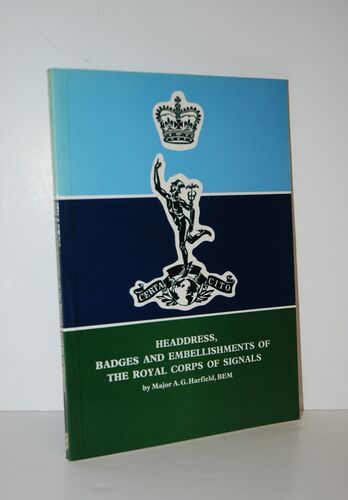 CERTA CITO
HEADDRESS,
BADGES AND EMBELLISHMENTS OF
THE ROYAL CORPS OF SIGNALS
by Major A.G. Harfield, BEM